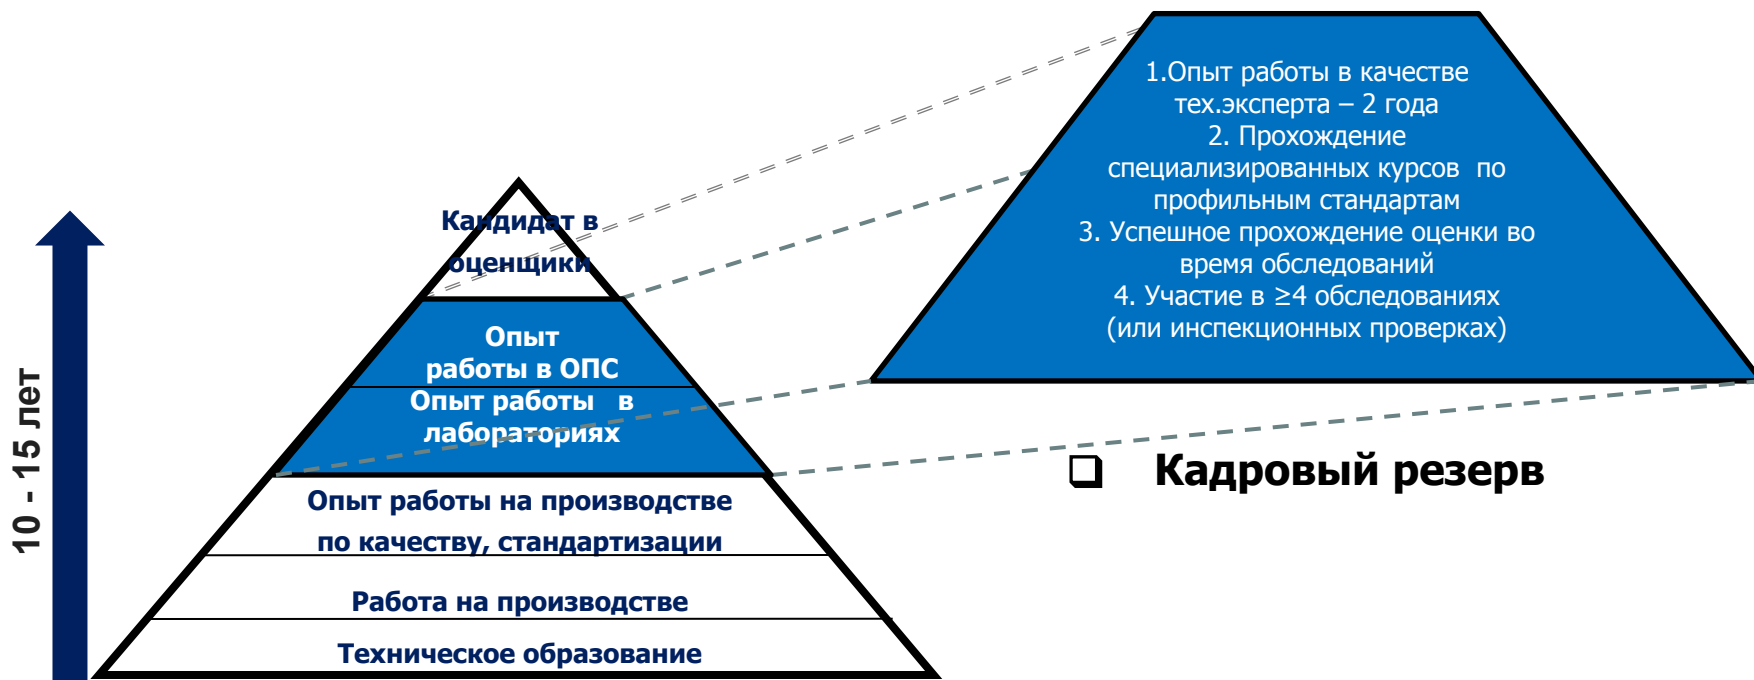 1.Опыт работы в качестве
тех.эксперта – 2 года
2. Прохождение
специализированных курсов по
профильным стандартам
3. Успешное прохождение оценки во
время обследований
4. Участие в ≥4 обследованиях
(или инспекционных проверках)
Кандидат в
оценщики
Опыт
работы в ОПС
Опыт работы в
лабораториях
Опыт работы на производстве
по качеству, стандартизации
Работа на производстве
Техническое образование
10 - 15 лет
Кадровый резерв